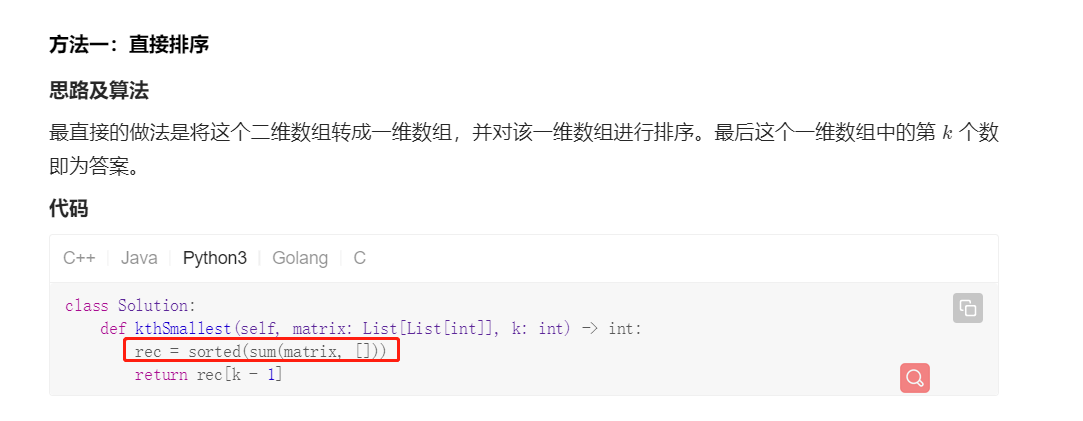 方法一：直接排序
思路及算法
最直接的做法是将这个二维数组转成一维数组，并对该一维数组进行排序。最后这个一维数组中的第 k 个数
即为答案。
代码
C++ | Java | Python3 | Golang | C
class Solution:
    def kthSmallest(self, matrix: List[List[int]], k: int) -> int:
        rec = sorted(sum(matrix, []))
        return rec[k - 1]